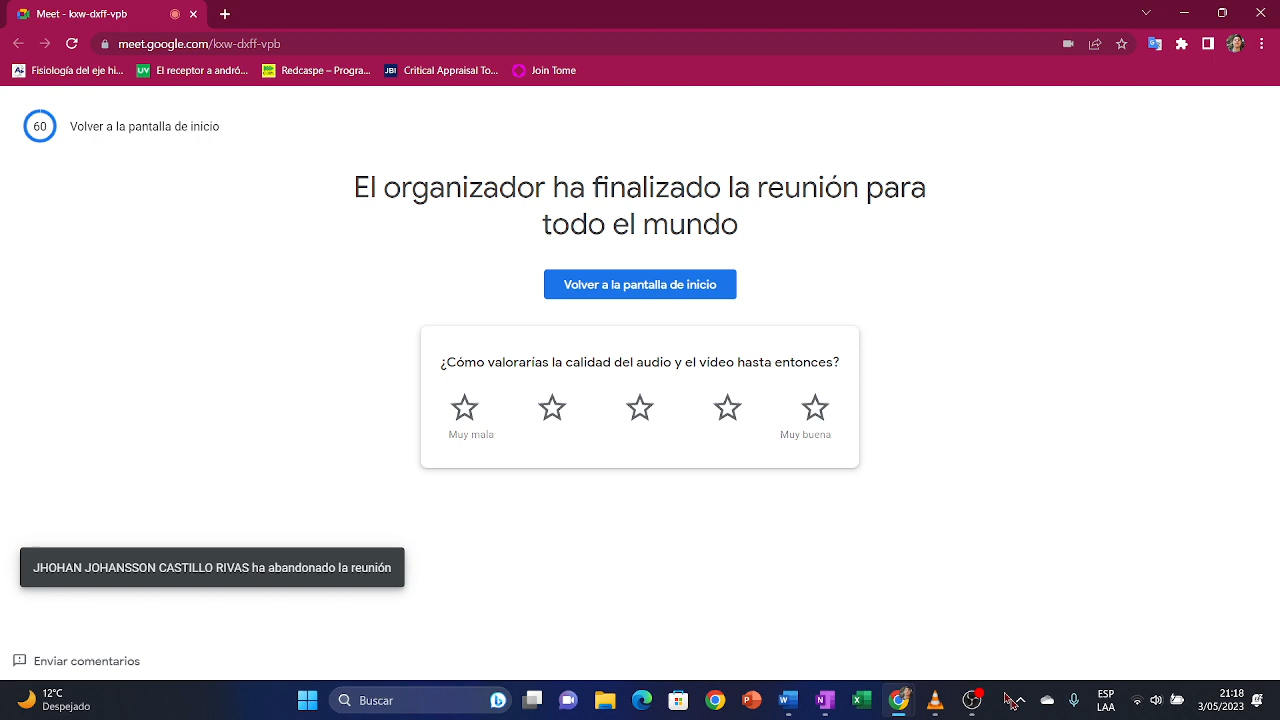 Meet - kxw-dxff-vpb
meet.google.com/kxw-dxff-vpb
Fisiología del eje hi...
UV El receptor a andró...
Redcaspe – Progra...
JBI Critical Appraisal To...
Join Tome
60 Volver a la pantalla de inicio
El organizador ha finalizado la reunión para
todo el mundo
Volver a la pantalla de inicio
¿Cómo valorarías la calidad del audio y el vídeo hasta entonces?
Muy mala
Muy buena
JHOHAN JOHANSSON CASTILLO RIVAS ha abandonado la reunión
Enviar comentarios
12°C
Despejado
Buscar
ESP
LAA
21:18
3/05/2023